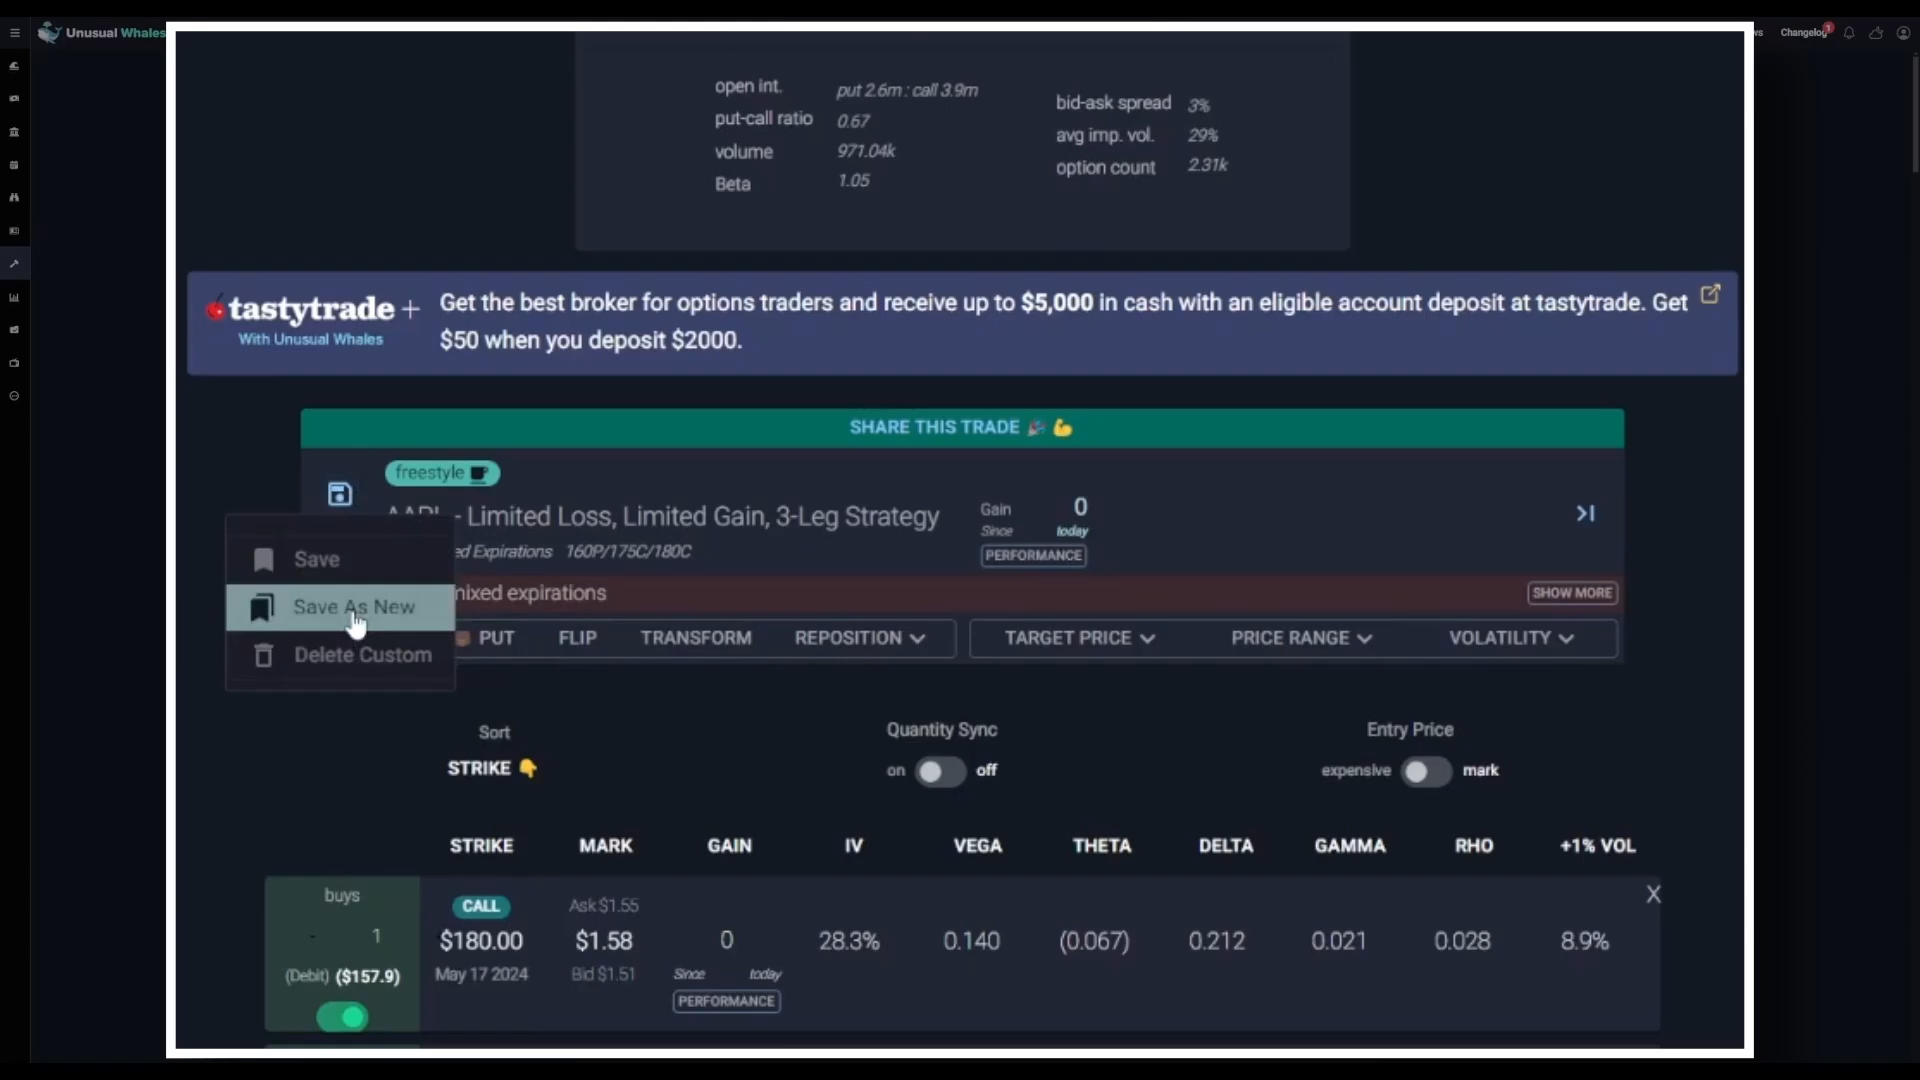 Unusual Whales
Changelog
open int. put 2.6m : call 3.9m
put-call ratio 0.67
volume 971.04k
Beta 1.05
bid-ask spread 3%
avg imp. vol. 29%
option count 2.31k
tastytrade +
With Unusual Whales
Get the best broker for options traders and receive up to $5,000 in cash with an eligible account deposit at tastytrade. Get
$50 when you deposit $2000.
SHARE THIS TRADE 🎉 💪
freestyle
- Limited Loss, Limited Gain, 3-Leg Strategy
Expirations 160P/175C/180C
Gain 0
Since today
PERFORMANCE
Save
Save As New
Delete Custom
mixed expirations
SHOW MORE
PUT FLIP TRANSFORM REPOSITION
TARGET PRICE PRICE RANGE VOLATILITY
Sort
STRIKE 👇
Quantity Sync
on off
Entry Price
expensive mark
STRIKE MARK GAIN IV VEGA THETA DELTA GAMMA RHO +1% VOL
buys
- 1
(Debit) ($157.9)
CALL
$180.00
May 17 2024
Ask $1.55
$1.58
Bid $1.51
0
Since today
PERFORMANCE
28.3% 0.140 (0.067) 0.212 0.021 0.028 8.9%
X